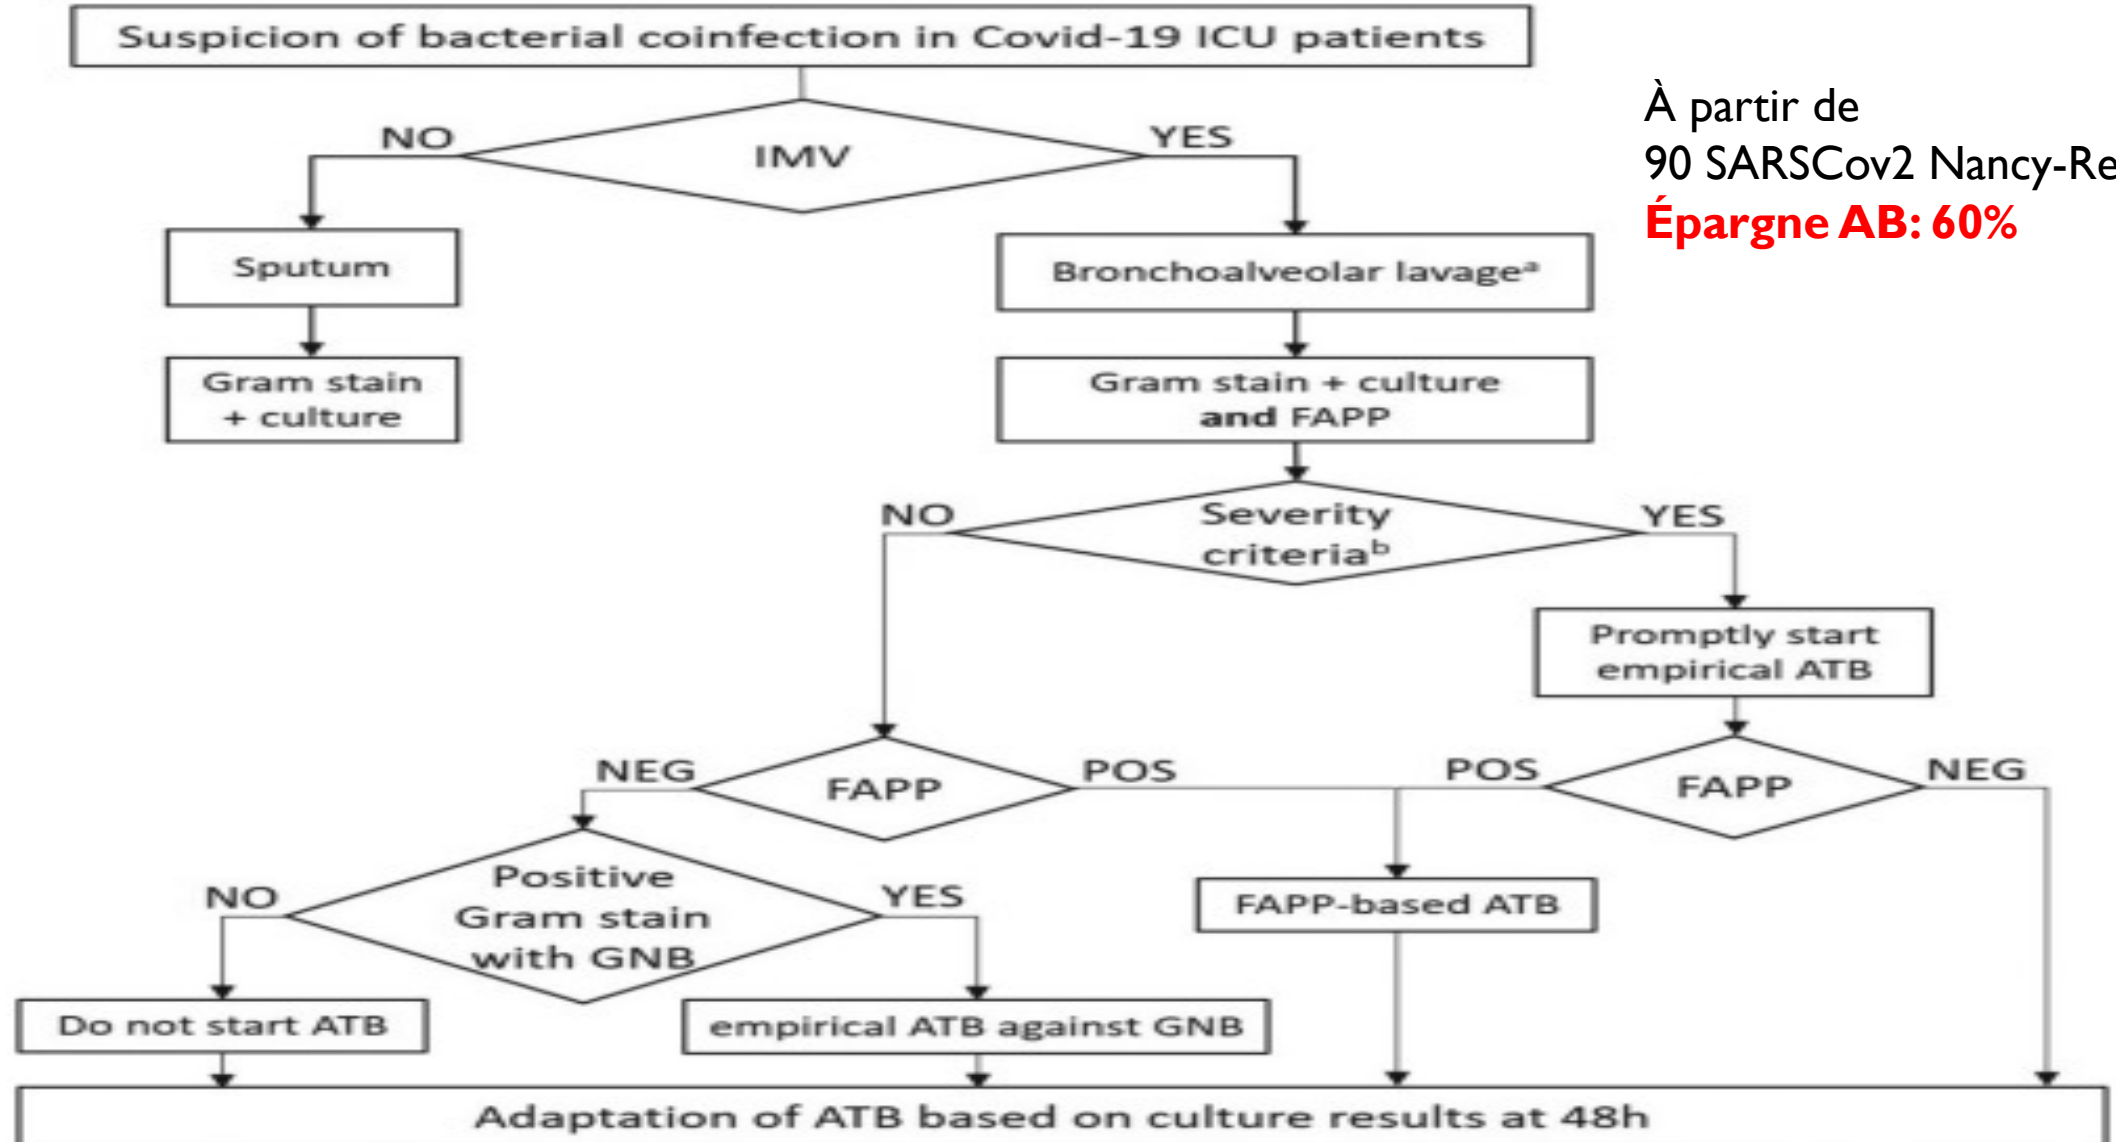 Suspicion of bacterial coinfection in Covid-19 ICU patients
À partir de
90 SARSCov2 Nancy-Re
Épargne AB: 60%
NO
IMV
YES
Sputum
Bronchoalveolar lavageᵃ
Gram stain
+ culture
Gram stain + culture
and FAPP
NO
Severity
criteriaᵇ
YES
Promptly start
empirical ATB
NEG
FAPP
POS
POS
FAPP
NEG
NO
Positive
Gram stain
with GNB
YES
FAPP-based ATB
Do not start ATB
empirical ATB against GNB
Adaptation of ATB based on culture results at 48h